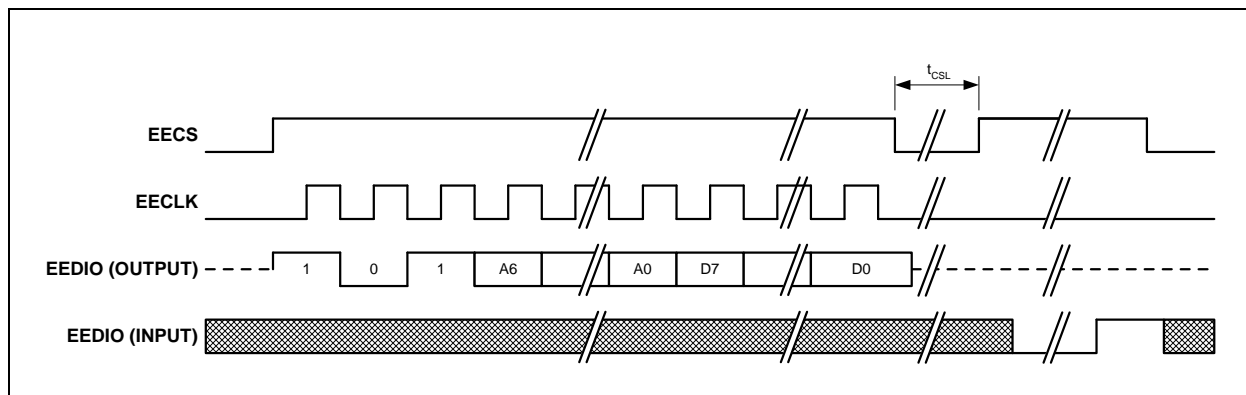 tCSL
EECS
EECLK
EEDIO (OUTPUT)
1 0 1 A6 A0 D7 D0
EEDIO (INPUT)